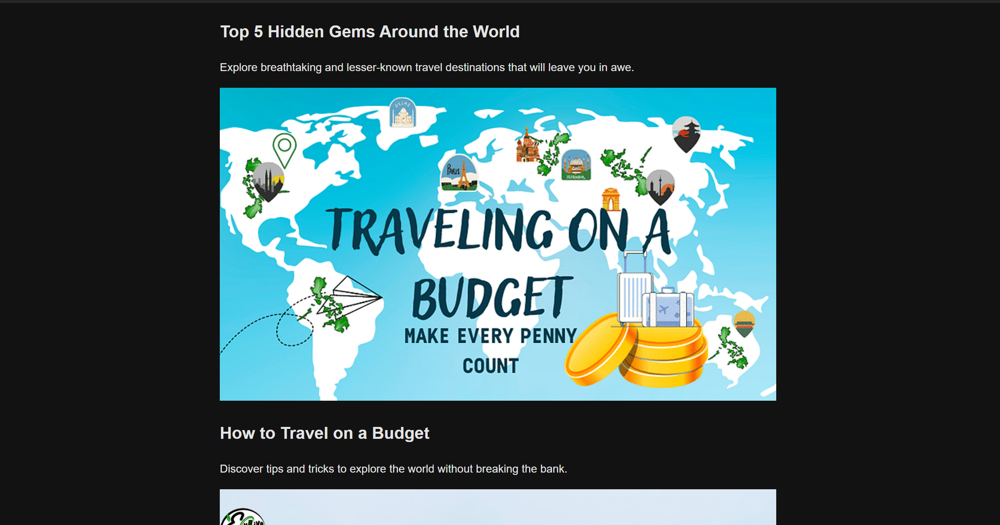 Top 5 Hidden Gems Around the World
Explore breathtaking and lesser-known travel destinations that will leave you in awe.
DELHI
PARIS
ISTANBUL
TRAVELING ON A
BUDGET
MAKE EVERY PENNY
COUNT
How to Travel on a Budget
Discover tips and tricks to explore the world without breaking the bank.